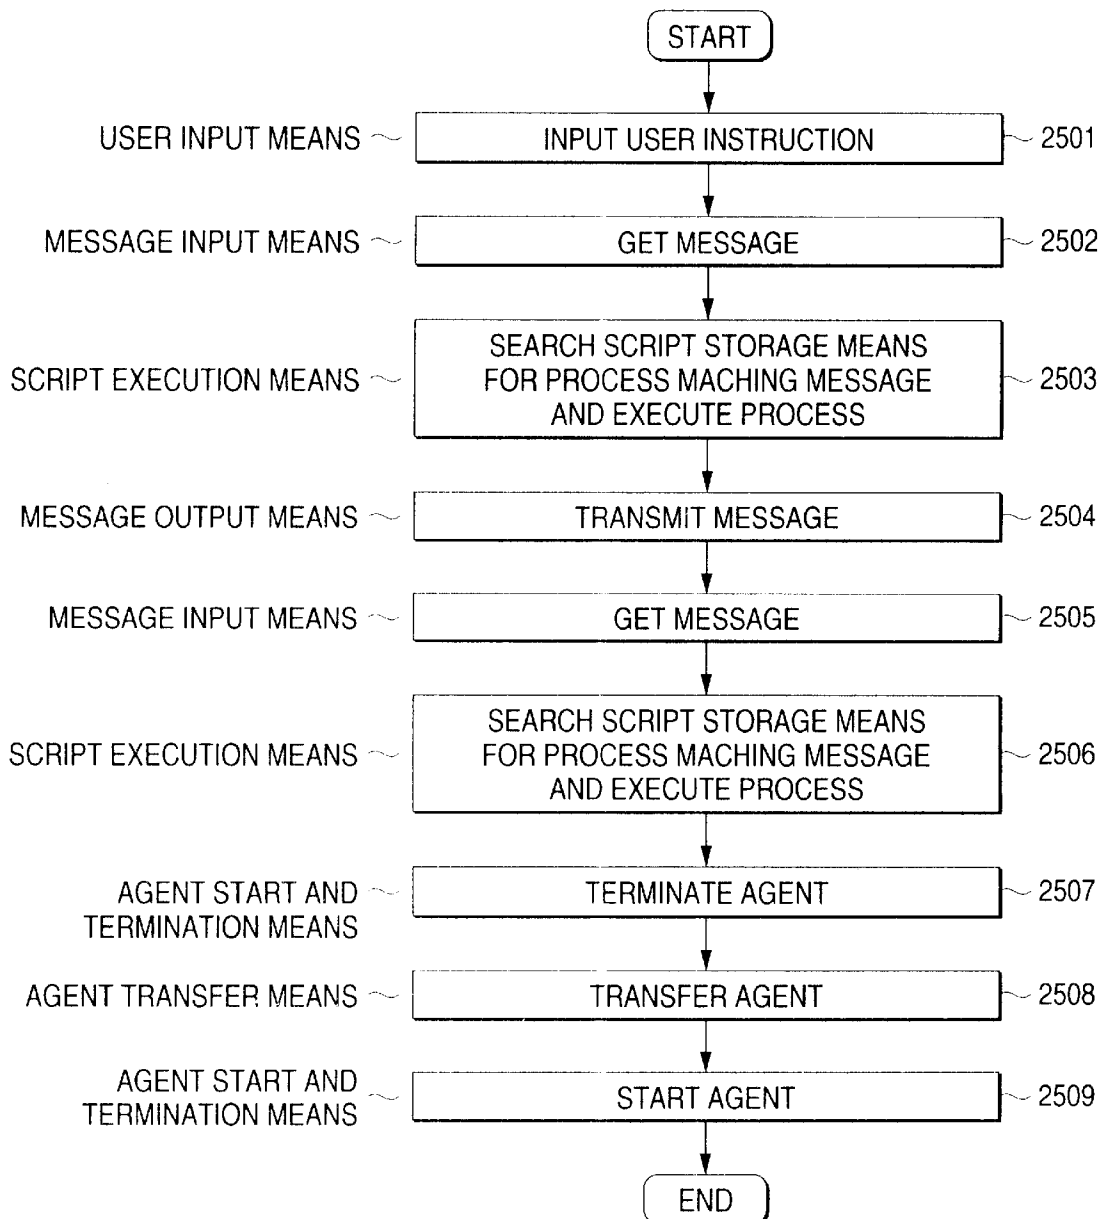 START
USER INPUT MEANS
INPUT USER INSTRUCTION
2501
MESSAGE INPUT MEANS
GET MESSAGE
2502
SCRIPT EXECUTION MEANS
SEARCH SCRIPT STORAGE MEANS
FOR PROCESS MACHING MESSAGE
AND EXECUTE PROCESS
2503
MESSAGE OUTPUT MEANS
TRANSMIT MESSAGE
2504
MESSAGE INPUT MEANS
GET MESSAGE
2505
SCRIPT EXECUTION MEANS
SEARCH SCRIPT STORAGE MEANS
FOR PROCESS MACHING MESSAGE
AND EXECUTE PROCESS
2506
AGENT START AND
TERMINATION MEANS
TERMINATE AGENT
2507
AGENT TRANSFER MEANS
TRANSFER AGENT
2508
AGENT START AND
TERMINATION MEANS
START AGENT
2509
END